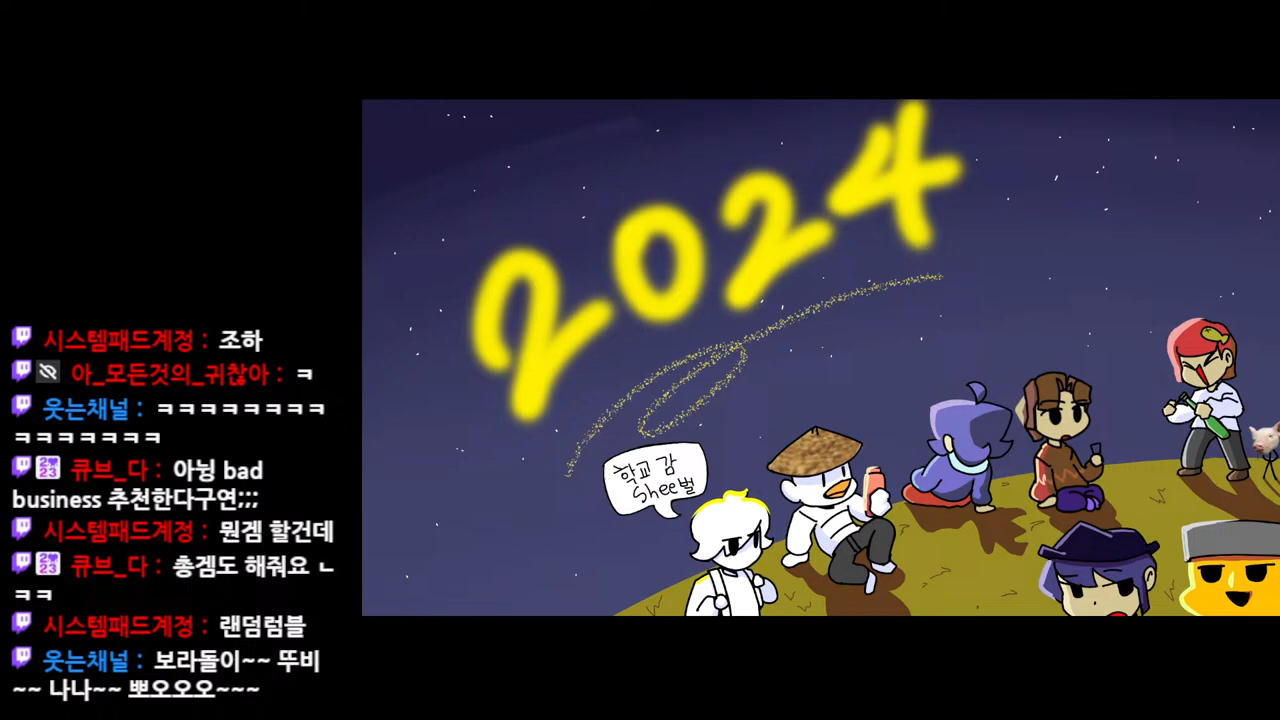 2024
학교 감
Shee벌
시스템패드계정 : 조하
아_모든것의_귀찮아 : ㅋ
웃는채널 : ㅋㅋㅋㅋㅋㅋㅋㅋ
ㅋㅋㅋㅋㅋㅋㅋ
큐브_다 : 아닝 bad
business 추천한다구연;;;
시스템패드계정 : 뭔겜 할건데
큐브_다 : 총겜도 해줘요 ㄴ
ㅋㅋ
시스템패드계정 : 랜덤럼블
웃는채널 : 보라돌이~~ 뚜비
~~ 나나~~ 뽀오오오~~~